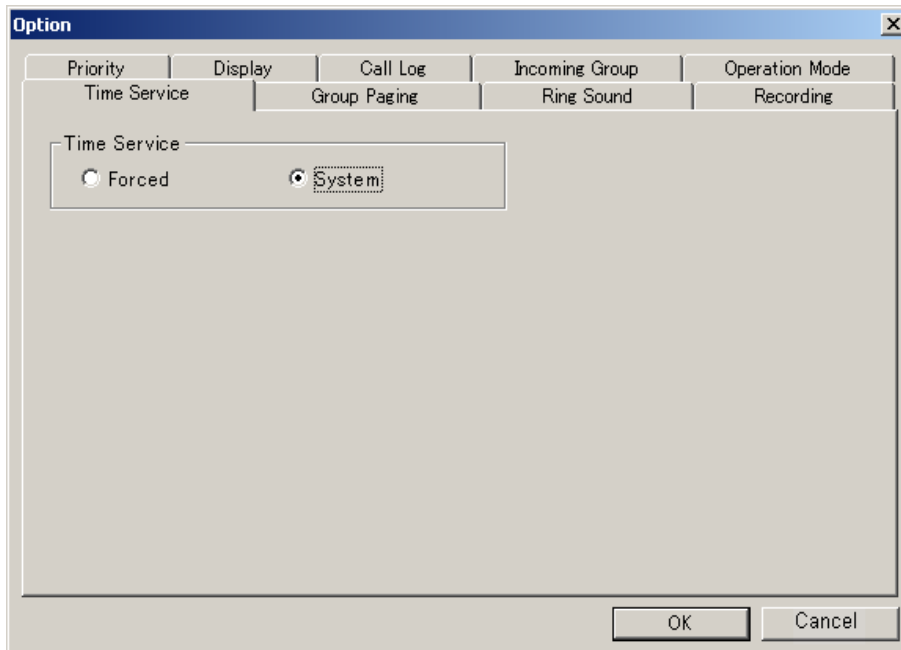 Option
Priority Display Call Log Incoming Group Operation Mode
Time Service Group Paging Ring Sound Recording
Time Service
Forced System
OK Cancel